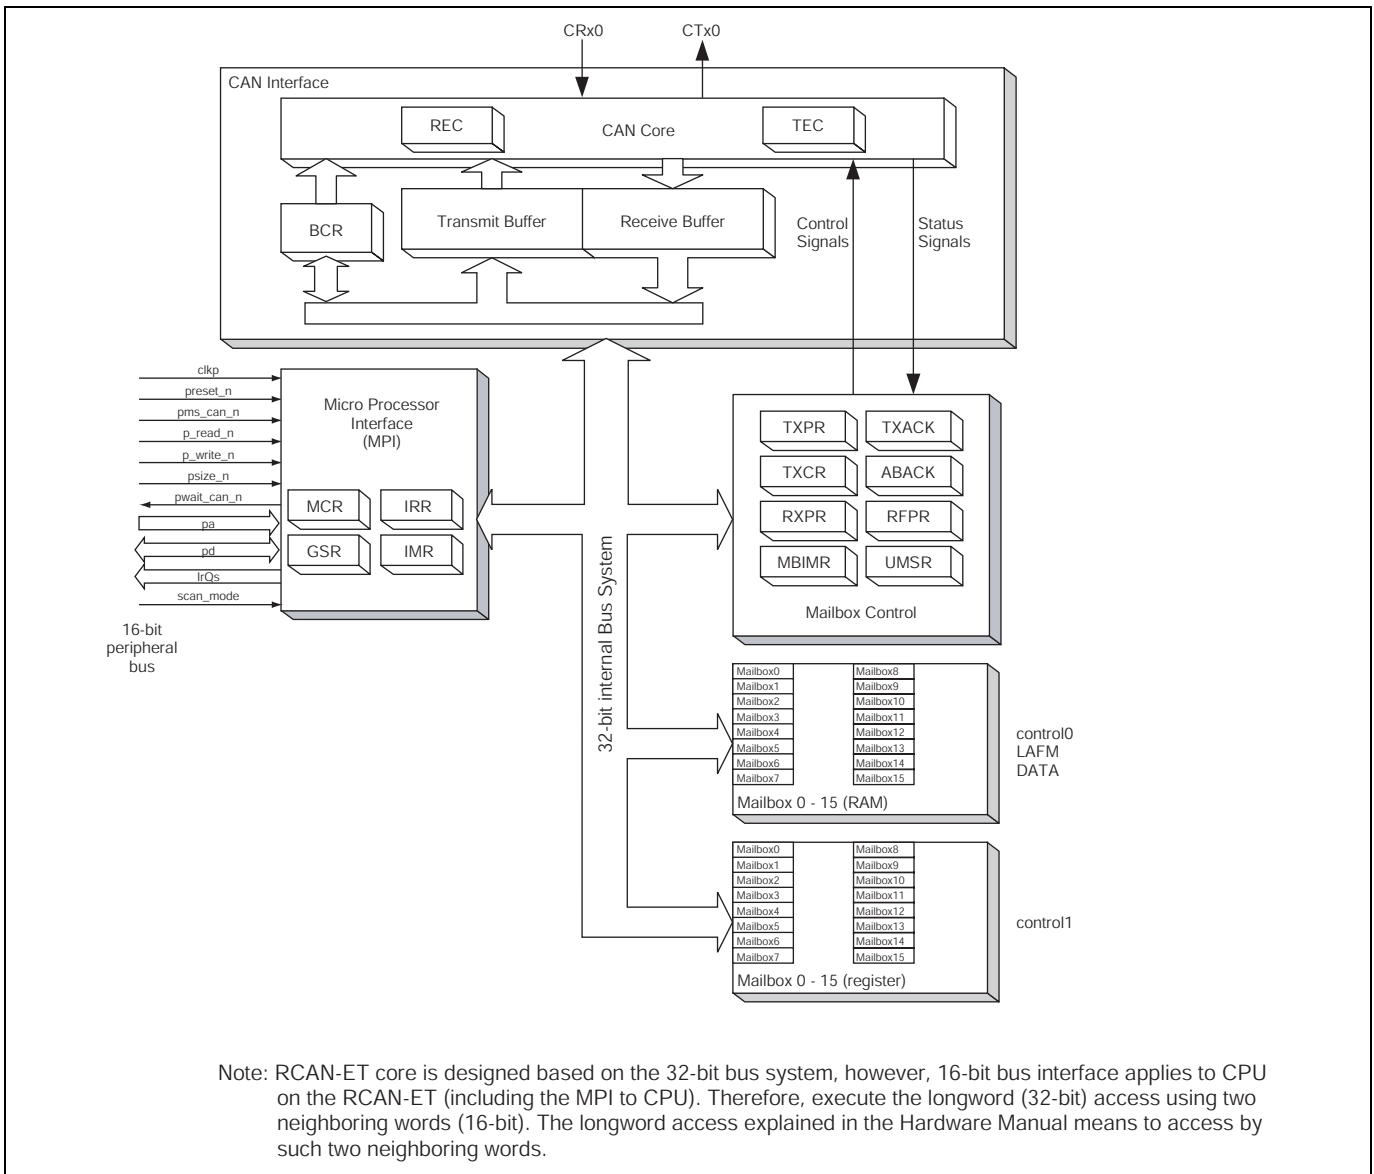 CRx0
CTx0
CAN Interface
REC
CAN Core
TEC
BCR
Transmit Buffer
Receive Buffer
Control
Signals
Status
Signals
clkp
preset_n
pms_can_n
p_read_n
p_write_n
psize_n
pwait_can_n
pa
pd
IrQs
scan_mode
16-bit
peripheral
bus
Micro Processor
Interface
(MPI)
MCR
IRR
GSR
IMR
32-bit internal Bus System
TXPR
TXACK
TXCR
ABACK
RXPR
RFPR
MBIMR
UMSR
Mailbox Control
Mailbox0
Mailbox1
Mailbox2
Mailbox3
Mailbox4
Mailbox5
Mailbox6
Mailbox7
Mailbox8
Mailbox9
Mailbox10
Mailbox11
Mailbox12
Mailbox13
Mailbox14
Mailbox15
Mailbox 0 - 15 (RAM)
control0
LAFM
DATA
Mailbox0
Mailbox1
Mailbox2
Mailbox3
Mailbox4
Mailbox5
Mailbox6
Mailbox7
Mailbox8
Mailbox9
Mailbox10
Mailbox11
Mailbox12
Mailbox13
Mailbox14
Mailbox15
Mailbox 0 - 15 (register)
control1
Note: RCAN-ET core is designed based on the 32-bit bus system, however, 16-bit bus interface applies to CPU
on the RCAN-ET (including the MPI to CPU). Therefore, execute the longword (32-bit) access using two
neighboring words (16-bit). The longword access explained in the Hardware Manual means to access by
such two neighboring words.